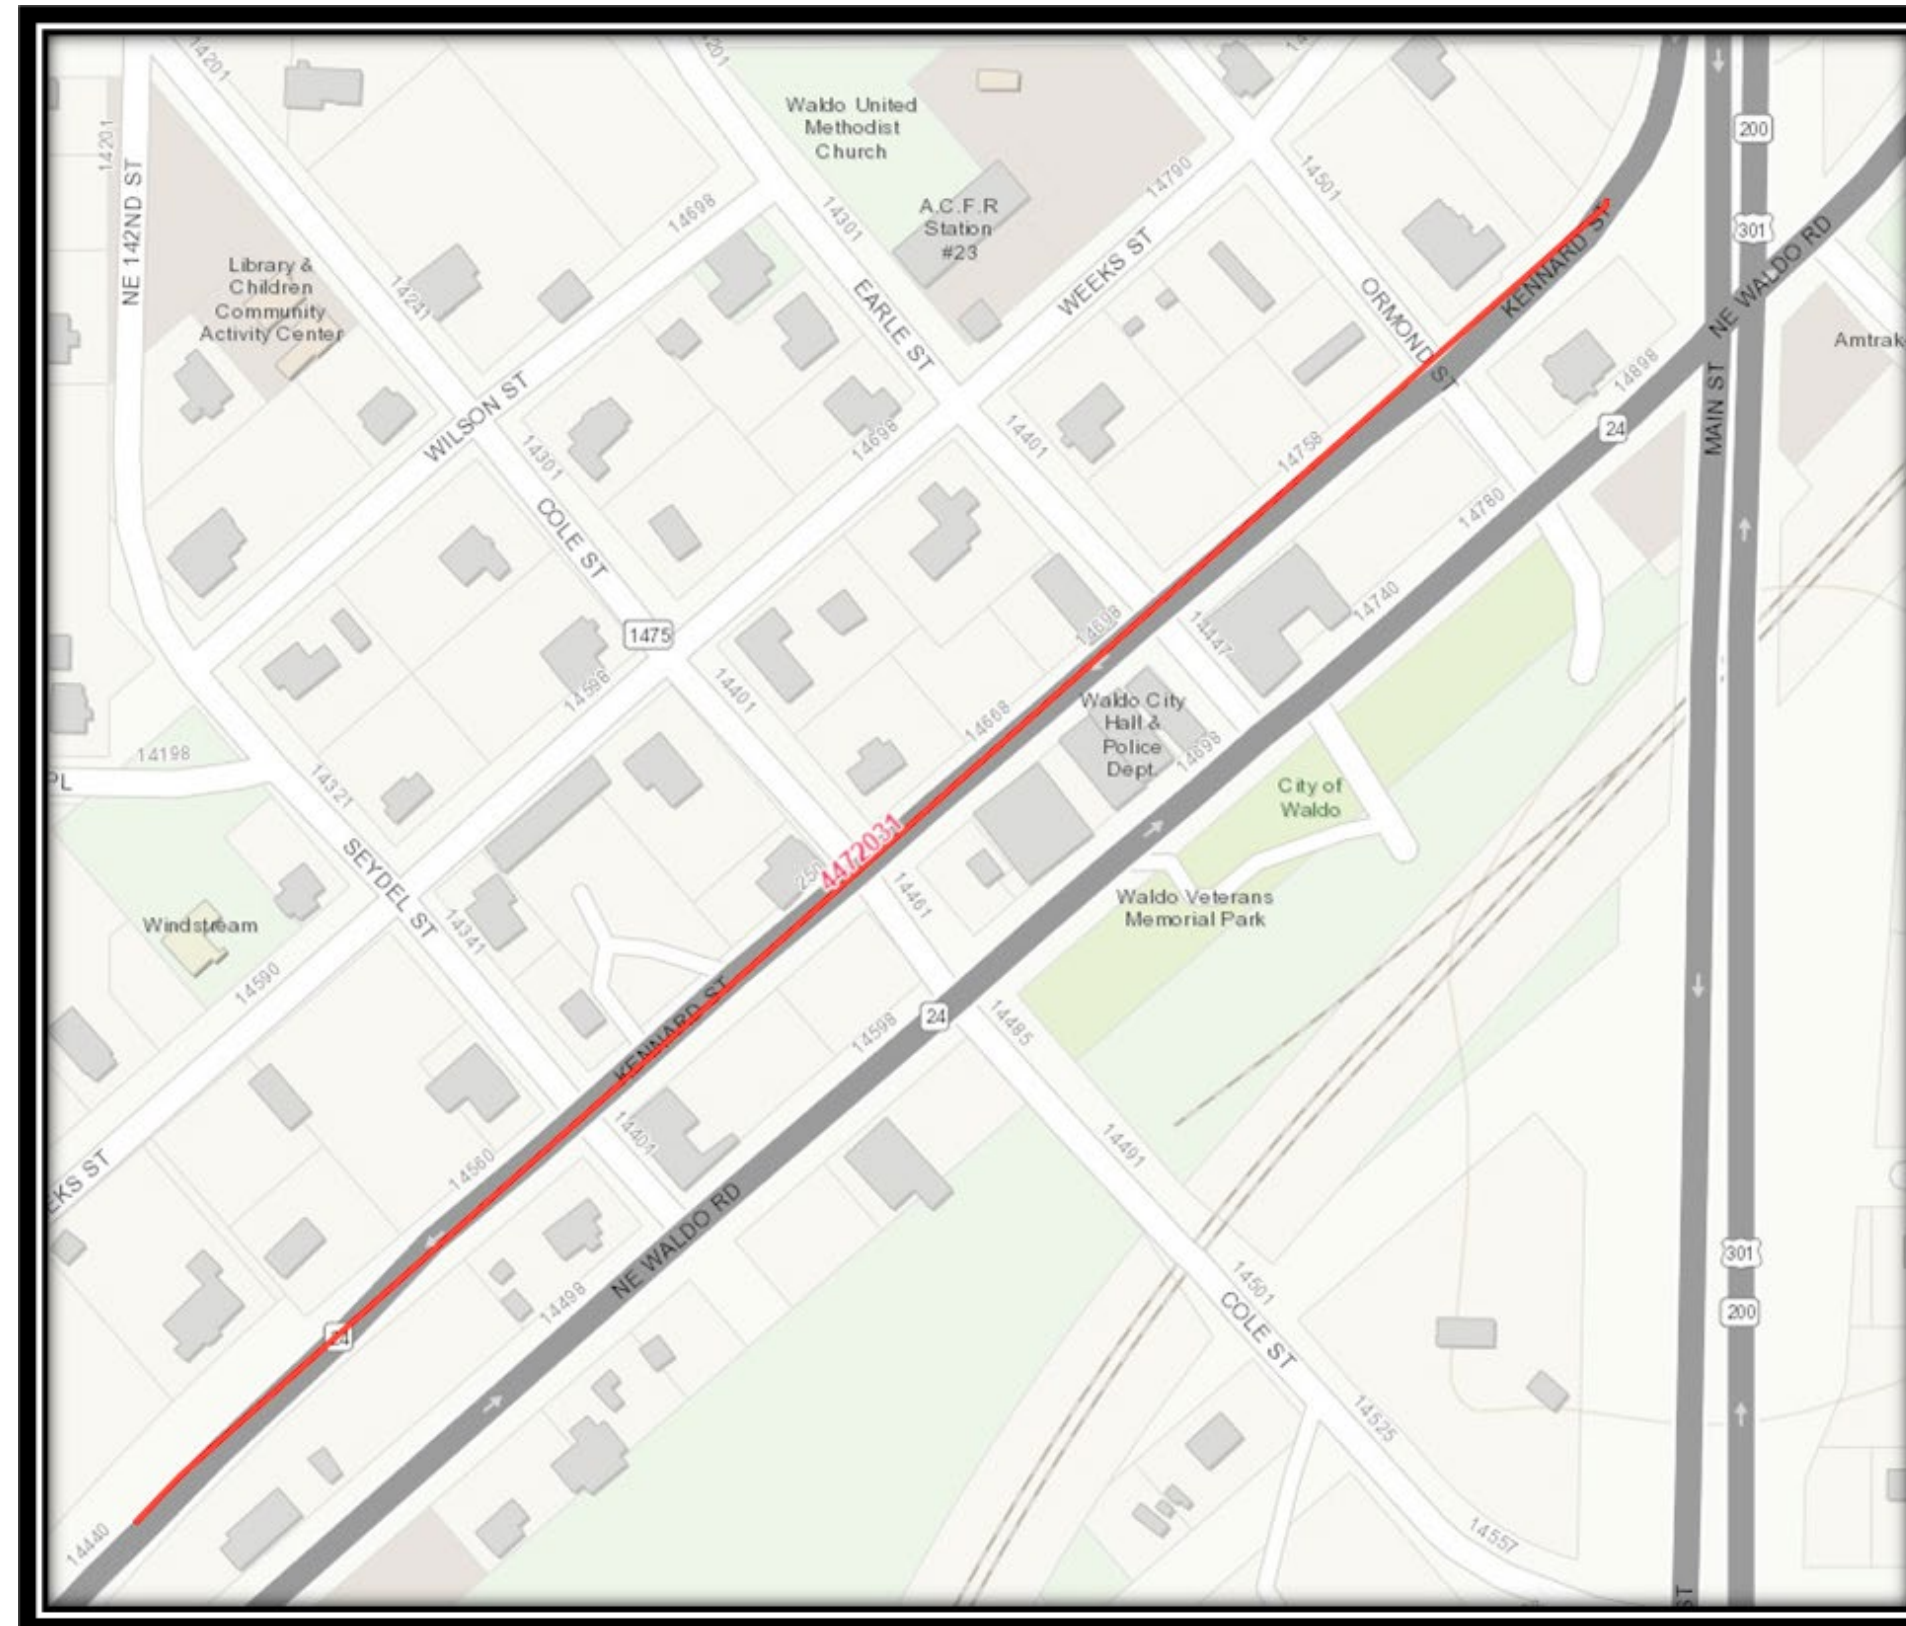 14201
14201
NE 142ND ST
Library &
Children
Community
Activity Center
14241
14698
Waldo United
Methodist
Church
A.C.F.R
Station
#23
14301
EARLE ST
14790
WEEKS ST
14501
ORMOND ST
KENNARD ST
200
301
NE WALDO RD
MAIN ST
Amtrak
14898
24
14780
14758
14740
14401
14698
WILSON ST
14301
COLE ST
1475
14598
14401
14668
14698
14447
Waldo City
Hall &
Police
Dept.
14698
City of
Waldo
Waldo Veterans
Memorial Park
4472031
14461
14485
24
14598
14198
PL
14321
SEYDEL ST
14341
Windstream
14590
KENNARD ST
14401
14560
EKS ST
NE WALDO RD
14498
24
14440
14491
14501
COLE ST
14525
14557
301
200
ST